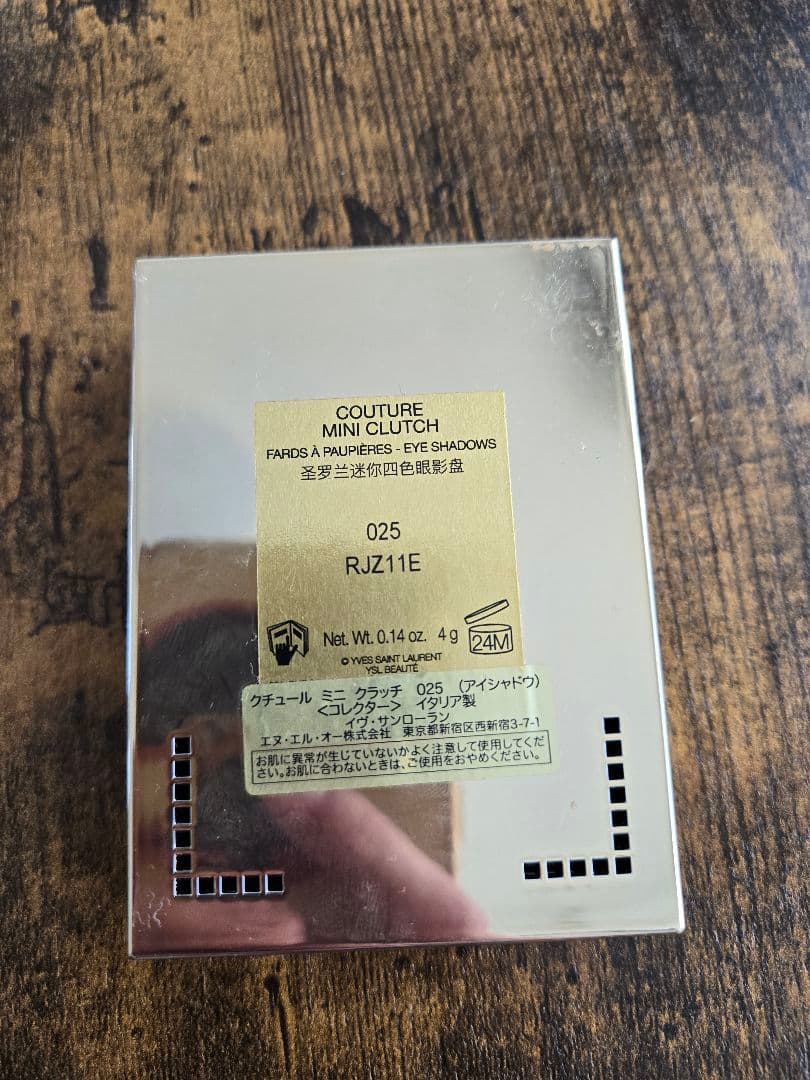 COUTURE
MINI CLUTCH
FARDS À PAUPIÈRES - EYE SHADOWS
圣罗兰迷你四色眼影盘
025
RJZ11E
Net. Wt. 0.14 oz. 4 g
24M
© YVES SAINT LAURENT
YSL BEAUTÉ
クチュール ミニ クラッチ 025 (アイシャドウ)
<コレクター> イタリア製
イヴ・サンローラン
エヌ・エル・オー株式会社 東京都新宿区西新宿3-7-1
お肌に異常が生じていないかよく注意して使用してくだ
さい。お肌に合わないときは、ご使用をおやめください。